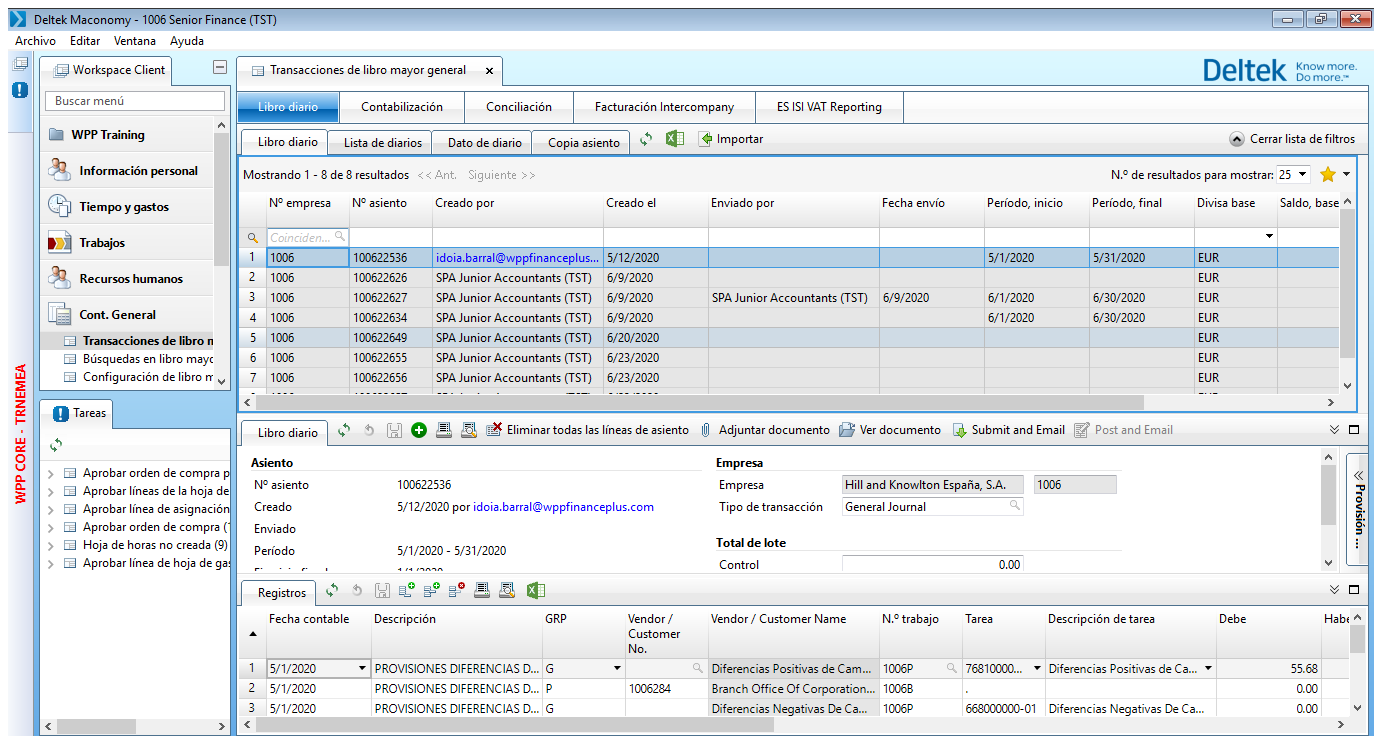 Deltek Maconomy - 1006 Senior Finance (TST)
Archivo Editar Ventana Ayuda
Workspace Client
Buscar menú
WPP Training
Información personal
Tiempo y gastos
Trabajos
Recursos humanos
Cont. General
Transacciones de libro n
Búsquedas en libro mayo
Configuración de libro m
WPP CORE - TRNEMEA
Tareas
Aprobar orden de compra p
Aprobar líneas de la hoja de
Aprobar línea de asignación
Aprobar orden de compra (
Hoja de horas no creada (9)
Aprobar línea de hoja de gas
Transacciones de libro mayor general x
Deltek Know more.
Do more.™
Libro diario Contabilización Conciliación Facturación Intercompany ES ISI VAT Reporting
Libro diario Lista de diarios Dato de diario Copia asiento Importar Cerrar lista de filtros
Mostrando 1 - 8 de 8 resultados << Ant. Siguiente >> N.º de resultados para mostrar: 25
Nº empresa Nº asiento Creado por Creado el Enviado por Fecha envío Período, inicio Período, final Divisa base Saldo, base
Coinciden...
1 1006 100622536 idoia.barral@wppfinanceplus... 5/12/2020 5/1/2020 5/31/2020 EUR
2 1006 100622626 SPA Junior Accountants (TST) 6/9/2020 EUR
3 1006 100622627 SPA Junior Accountants (TST) 6/9/2020 SPA Junior Accountants (TST) 6/9/2020 6/1/2020 6/30/2020 EUR
4 1006 100622634 SPA Junior Accountants (TST) 6/9/2020 6/1/2020 6/30/2020 EUR
5 1006 100622649 SPA Junior Accountants (TST) 6/20/2020 EUR
6 1006 100622655 SPA Junior Accountants (TST) 6/23/2020 EUR
7 1006 100622656 SPA Junior Accountants (TST) 6/23/2020 EUR
Libro diario Eliminar todas las líneas de asiento Adjuntar documento Ver documento Submit and Email Post and Email
Asiento Empresa
Nº asiento 100622536 Empresa Hill and Knowlton España, S.A. 1006
Creado 5/12/2020 por idoia.barral@wppfinanceplus.com Tipo de transacción General Journal
Enviado
Período 5/1/2020 - 5/31/2020 Total de lote
Control 0.00
Provisión ...
Registros
Fecha contable Descripción GRP Vendor / Customer No. Vendor / Customer Name N.º trabajo Tarea Descripción de tarea Debe Habe
1 5/1/2020 PROVISIONES DIFERENCIAS D... G Diferencias Positivas de Cam... 1006P 76810000... Diferencias Positivas de Ca... 55.68
2 5/1/2020 PROVISIONES DIFERENCIAS D... P 1006284 Branch Office Of Corporation... 1006B . 0.00
3 5/1/2020 PROVISIONES DIFERENCIAS D... G Diferencias Negativas De Ca... 1006P 668000000-01 Diferencias Negativas De Ca... 0.00